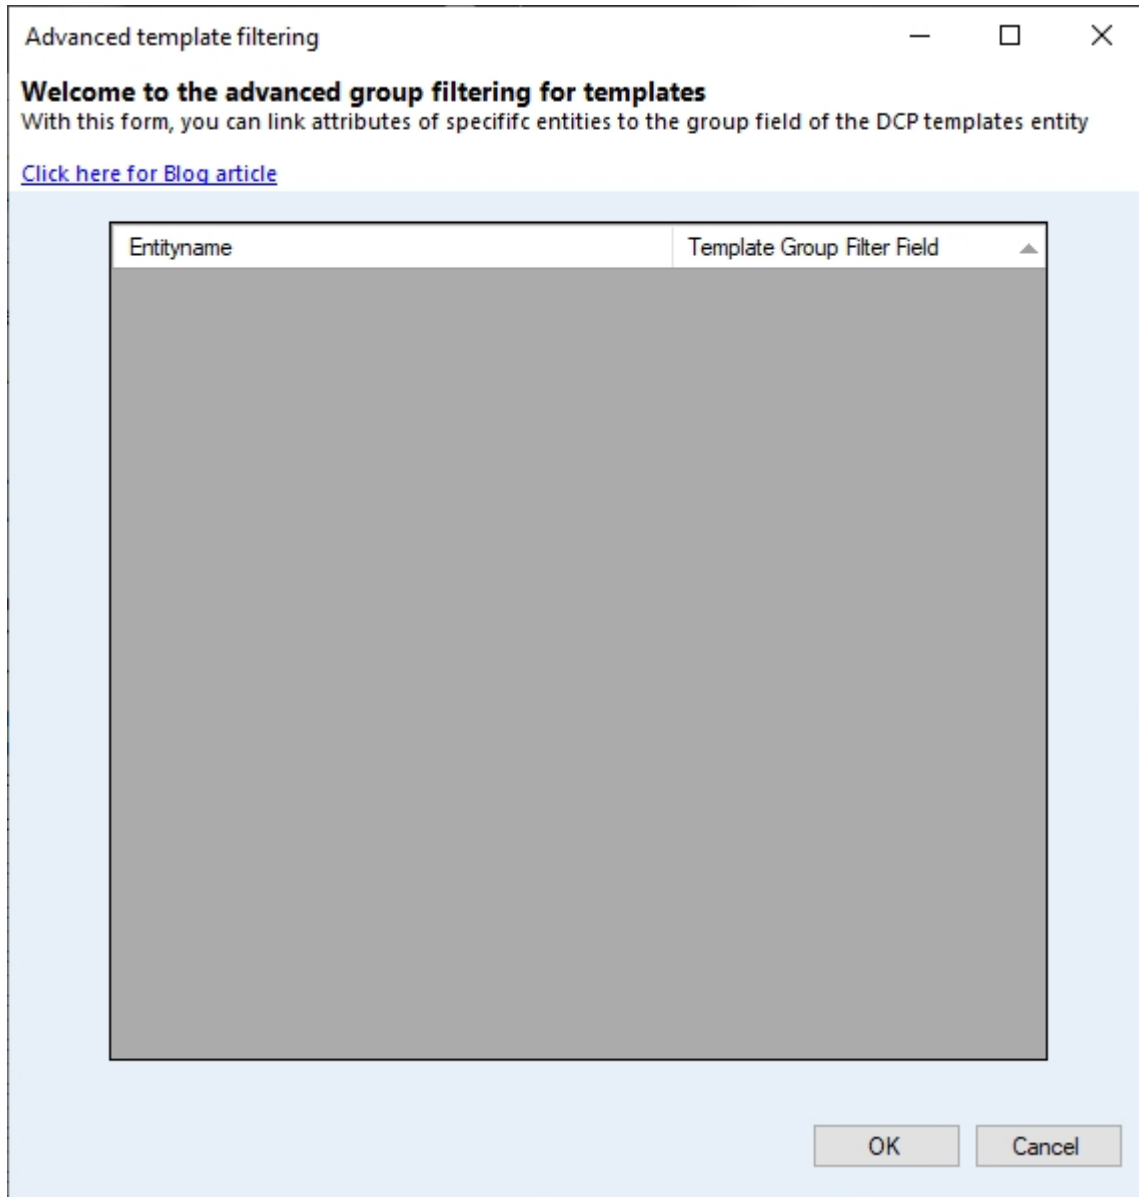 Advanced template filtering
Welcome to the advanced group filtering for templates
With this form, you can link attributes of specififc entities to the group field of the DCP templates entity
Click here for Blog article
Entityname Template Group Filter Field
OK Cancel